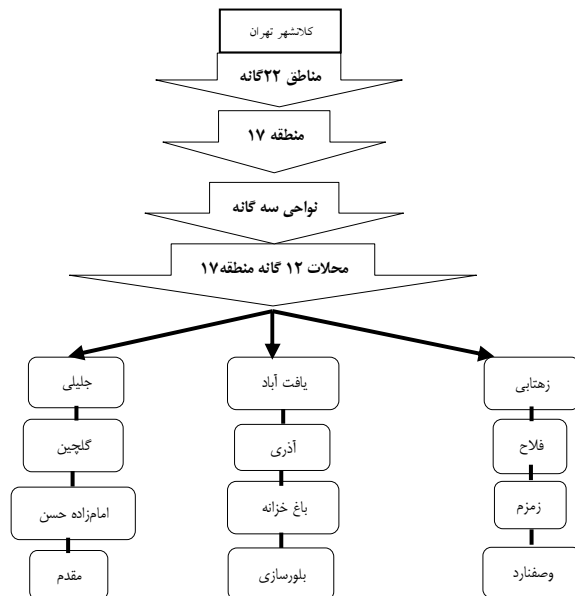 کلانشهر تهران
مناطق ۲۲گانه
منطقه ۱۷
نواحی سه گانه
محلات ۱۲ گانه منطقه۱۷
زهتابی
فلاح
زمزم
وصفنارد
یافت آباد
آذری
باغ خزانه
بلورسازی
جلیلی
گلچین
امامزاده حسن
مقدم